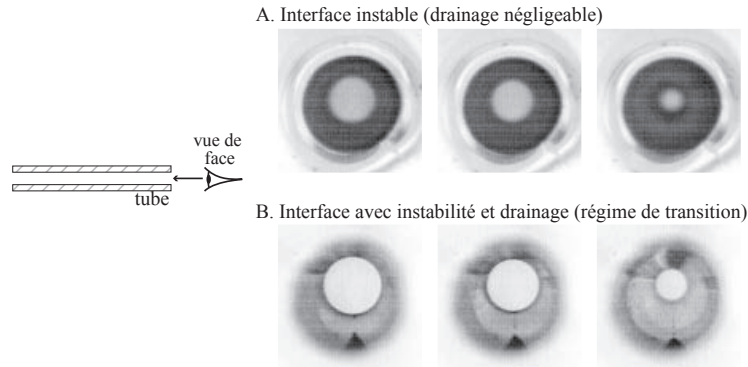 A. Interface instable (drainage négligeable)
vue de
face
tube
B. Interface avec instabilité et drainage (régime de transition)